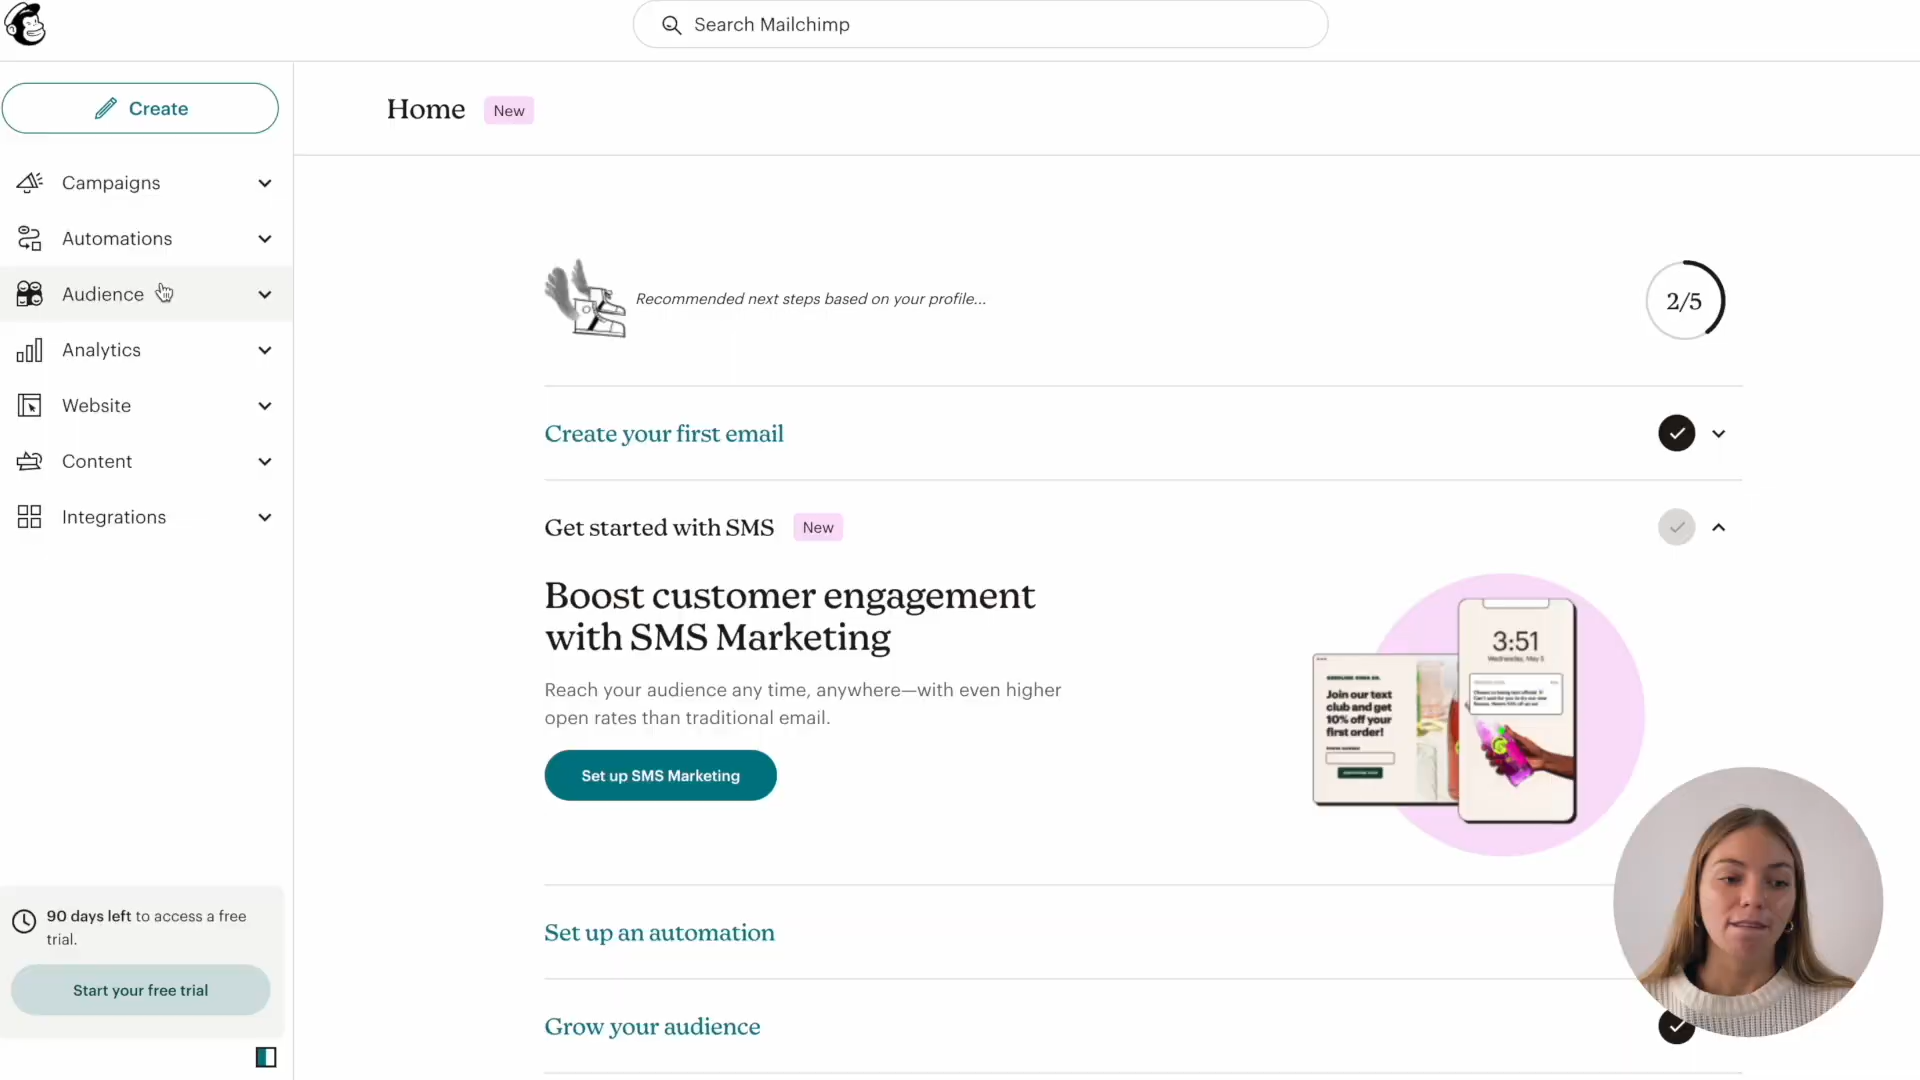 Search Mailchimp
Create
Home New
Campaigns
Automations
Audience
Analytics
Website
Content
Integrations
Recommended next steps based on your profile...
2/5
Create your first email
Get started with SMS New
Boost customer engagement
with SMS Marketing
Reach your audience any time, anywhere—with even higher
open rates than traditional email.
Set up SMS Marketing
3:51
Wednesday, May 5
Join our text
club and get
10% off your
first order!
Set up an automation
Grow your audience
90 days left to access a free
trial.
Start your free trial